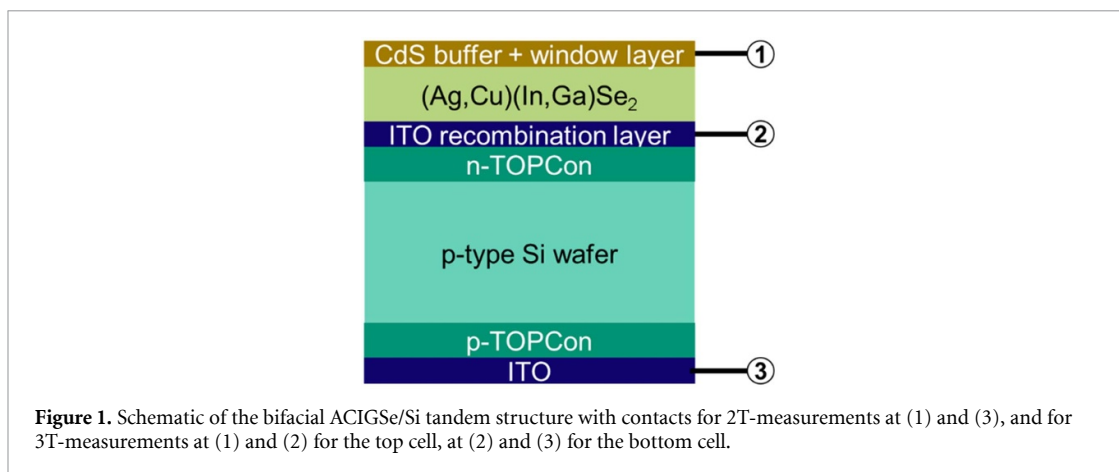 CdS buffer + window layer
①
(Ag,Cu)(In,Ga)Se₂
ITO recombination layer
②
n-TOPCon
p-type Si wafer
p-TOPCon
ITO
③
Figure 1. Schematic of the bifacial ACIGSe/Si tandem structure with contacts for 2T-measurements at (1) and (3), and for
3T-measurements at (1) and (2) for the top cell, at (2) and (3) for the bottom cell.